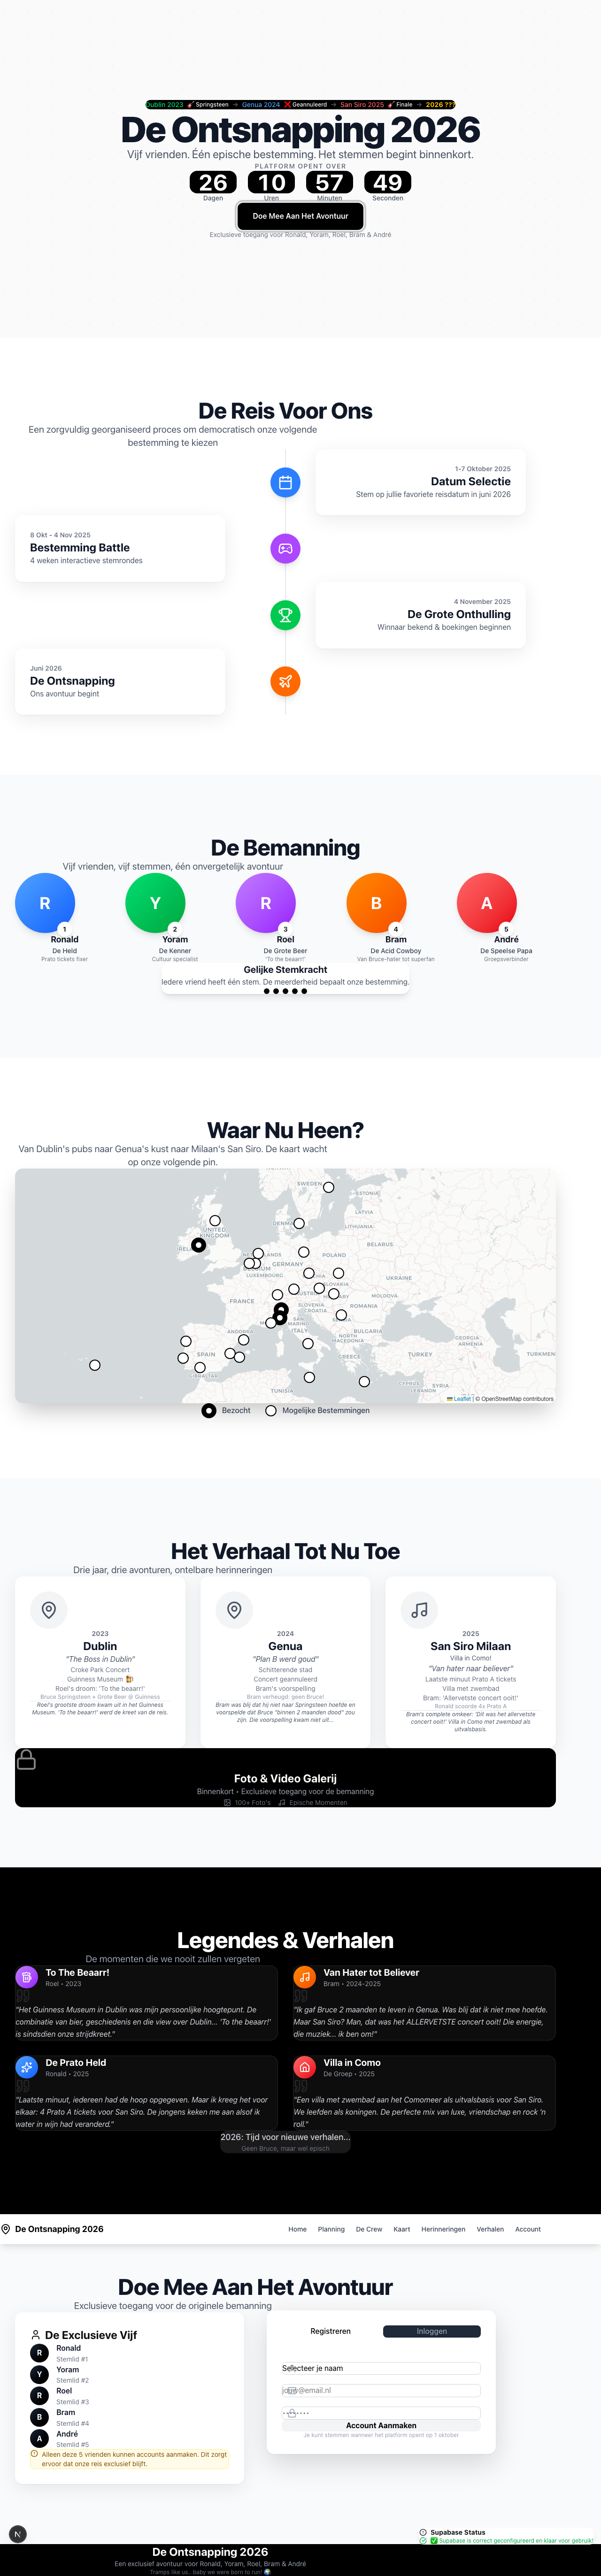 Dublin 2023 🎸 Springsteen → Genua 2024 ❌ Geannuleerd → San Siro 2025 🎸 Finale → 2026 ???
De Ontsnapping 2026
Vijf vrienden. Één epische bestemming. Het stemmen begint binnenkort.
PLATFORM OPENT OVER
26 10 57 49
Dagen Uren Minuten Seconden
Doe Mee Aan Het Avontuur
Exclusieve toegang voor Ronald, Yoram, Roel, Bram & André
De Reis Voor Ons
Een zorgvuldig georganiseerd proces om democratisch onze volgende
bestemming te kiezen
1-7 Oktober 2025
Datum Selectie
Stem op jullie favoriete reisdatum in juni 2026
8 Okt - 4 Nov 2025
Bestemming Battle
4 weken interactieve stemrondes
4 November 2025
De Grote Onthulling
Winnaar bekend & boekingen beginnen
Juni 2026
De Ontsnapping
Ons avontuur begint
De Bemanning
Vijf vrienden, vijf stemmen, één onvergetelijk avontuur
R Y R B A
1 2 3 4 5
Ronald Yoram Roel Bram André
De Held De Kenner De Grote Beer De Acid Cowboy De Speelse Papa
Prato tickets fixer Cultuur specialist 'To the beaarr!' Van Bruce-hater tot superfan Groepsverbinder
Gelijke Stemkracht
Iedere vriend heeft één stem. De meerderheid bepaalt onze bestemming.
Waar Nu Heen?
Van Dublin's pubs naar Genua's kust naar Milaan's San Siro. De kaart wacht
op onze volgende pin.
SWEDEN
ESTONIA
LATVIA
LITHUANIA
UNITED
KINGDOM
BELARUS
POLAND
GERMANY
LUXEMBOURG
UKRAINE
FRANCE
MOLDOVA
SLOVENIA
CROATIA
ROMANIA
ITALY
ANDORRA
BULGARIA
NORTH
MACEDONIA
GEORGIA
ARMENIA
SPAIN
GREECE
TURKEY
TURKMEN
GIBRALTAR
TUNISIA
CYPRUS
SYRIA
LEBANON
Leaflet | © OpenStreetMap contributors
Bezocht Mogelijke Bestemmingen
Het Verhaal Tot Nu Toe
Drie jaar, drie avonturen, ontelbare herinneringen
2023
Dublin
"The Boss in Dublin"
Croke Park Concert
Guinness Museum 🍺
Roel's droom: 'To the beaarr!'
Bruce Springsteen + Grote Beer @ Guinness
Roel's grootste droom kwam uit in het Guinness
Museum. 'To the beaarr!' werd de kreet van de reis.
2024
Genua
"Plan B werd goud"
Schitterende stad
Concert geannuleerd
Bram's voorspelling
Bram verheugd: geen Bruce!
Bram was blij dat hij niet naar Springsteen hoefde en
voorspelde dat Bruce "binnen 2 maanden dood" zou
zijn. Die voorspelling kwam niet uit...
2025
San Siro Milaan
Villa in Como!
"Van hater naar believer"
Laatste minuut Prato A tickets
Villa met zwembad
Bram: 'Allervetste concert ooit!'
Ronald scoorde 4x Prato A
Bram's complete omkeer: 'Dit was het allervetste
concert ooit!' Villa in Como met zwembad als
uitvalsbasis.
Foto & Video Galerij
Binnenkort • Exclusieve toegang voor de bemanning
100+ Foto's Epische Momenten
Legendes & Verhalen
De momenten die we nooit zullen vergeten
To The Beaarr!
Roel • 2023
"Het Guinness Museum in Dublin was mijn persoonlijke hoogtepunt. De
combinatie van bier, geschiedenis en die view over Dublin... 'To the beaarr!'
is sindsdien onze strijdkreet."
Van Hater tot Believer
Bram • 2024-2025
"Ik gaf Bruce 2 maanden te leven in Genua. Was blij dat ik niet mee hoefde.
Maar San Siro? Man, dat was het ALLERVETSTE concert ooit! Die energie,
die muziek... ik ben om!"
De Prato Held
Ronald • 2025
"Laatste minuut, iedereen had de hoop opgegeven. Maar ik kreeg het voor
elkaar: 4 Prato A tickets voor San Siro. De jongens keken me aan alsof ik
water in wijn had veranderd."
Villa in Como
De Groep • 2025
"Een villa met zwembad aan het Comomeer als uitvalsbasis voor San Siro.
We leefden als koningen. De perfecte mix van luxe, vriendschap en rock 'n
roll."
2026: Tijd voor nieuwe verhalen...
Geen Bruce, maar wel episch
De Ontsnapping 2026
Home Planning De Crew Kaart Herinneringen Verhalen Account
Doe Mee Aan Het Avontuur
Exclusieve toegang voor de originele bemanning
De Exclusieve Vijf
R Ronald
Stemlid #1
Y Yoram
Stemlid #2
R Roel
Stemlid #3
B Bram
Stemlid #4
A André
Stemlid #5
Alleen deze 5 vrienden kunnen accounts aanmaken. Dit zorgt
ervoor dat onze reis exclusief blijft.
Registreren Inloggen
Selecteer je naam
jouw@email.nl
Account Aanmaken
Je kunt stemmen wanneer het platform opent op 1 oktober
N
Supabase Status
✅ Supabase is correct geconfigureerd en klaar voor gebruik!
De Ontsnapping 2026
Een exclusief avontuur voor Ronald, Yoram, Roel, Bram & André
Tramps like us... baby we were born to run! 🌍